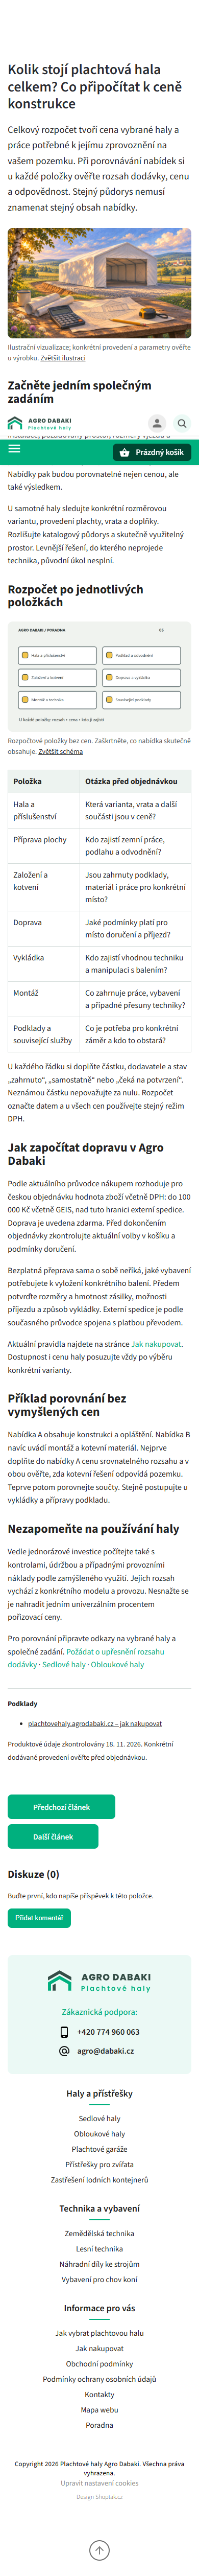 Kolik stojí plachtová hala
celkem? Co připočítat k ceně
konstrukce
Celkový rozpočet tvoří cena vybrané haly a
práce potřebné k jejímu zprovoznění na
vašem pozemku. Při porovnávání nabídek si
u každé položky ověřte rozsah dodávky, cenu
a odpovědnost. Stejný půdorys nemusí
znamenat stejný obsah nabídky.
Ilustrační vizualizace; konkrétní provedení a parametry ověřte
u výrobku. Zvětšit ilustraci
Začněte jedním společným
zadáním
AGRO DABAKI
Plachtové haly
Prázdný košík
Nabídky pak budou porovnatelné nejen cenou, ale
také výsledkem.
U samotné haly sledujte konkrétní rozměrovou
variantu, provedení plachty, vrata a doplňky.
Rozlišujte katalogový půdorys a skutečně využitelný
prostor. Levnější řešení, do kterého neprojede
technika, původní úkol nesplní.
Rozpočet po jednotlivých
položkách
AGRO DABAKI / PORADNA
Hala a příslušenství
Podklad a odvodnění
Založení a kotvení
Doprava a vykládka
Montáž a technika
Související podklady
U každé položky: rozsah • cena • kdo ji zajistí
Rozpočtové položky bez cen. Zaškrtněte, co nabídka skutečně
obsahuje. Zvětšit schéma
Položka Otázka před objednávkou
Hala a
příslušenství
Která varianta, vrata a další
součásti jsou v ceně?
Příprava plochy Kdo zajistí zemní práce,
podlahu a odvodnění?
Založení a
kotvení
Jsou zahrnuty podklady,
materiál i práce pro konkrétní
místo?
Doprava Jaké podmínky platí pro
místo doručení a příjezd?
Vykládka Kdo zajistí vhodnou techniku
a manipulaci s balením?
Montáž Co zahrnuje práce, vybavení
a případné přesuny techniky?
Podklady a
související služby
Co je potřeba pro konkrétní
záměr a kdo to obstará?
U každého řádku si doplňte částku, dodavatele a stav
„zahrnuto“, „samostatně“ nebo „čeká na potvrzení“.
Neznámou částku nepovažujte za nulu. Rozpočet
označte datem a u všech cen používejte stejný režim
DPH.
Jak započítat dopravu v Agro
Dabaki
Podle aktuálního průvodce nákupem rozhoduje pro
českou objednávku hodnota zboží včetně DPH: do 100
000 Kč včetně GEIS, nad tuto hranici externí spedice.
Doprava je uvedena zdarma. Před dokončením
objednávky zkontrolujte aktuální volby v košíku a
podmínky doručení.
Bezplatná přeprava sama o sobě neříká, jaké vybavení
potřebujete k vyložení konkrétního balení. Předem
potvrďte rozměry a hmotnost zásilky, možnosti
příjezdu a způsob vykládky. Externí spedice je podle
současného průvodce spojena s platbou převodem.
Aktuální pravidla najdete na stránce Jak nakupovat.
Dostupnost i cenu haly posuzujte vždy po výběru
konkrétní varianty.
Příklad porovnání bez
vymyšlených cen
Nabídka A obsahuje konstrukci a opláštění. Nabídka B
navíc uvádí montáž a kotevní materiál. Nejprve
doplňte do nabídky A cenu srovnatelného rozsahu a v
obou ověřte, zda kotevní řešení odpovídá pozemku.
Teprve potom porovnejte součty. Stejně postupujte u
vykládky a přípravy podkladu.
Nezapomeňte na používání haly
Vedle jednorázové investice počítejte také s
kontrolami, údržbou a případnými provozními
náklady podle zamýšleného využití. Jejich rozsah
vychází z konkrétního modelu a provozu. Nesnažte se
je nahradit jedním univerzálním procentem
pořizovací ceny.
Pro porovnání připravte odkazy na vybrané haly a
společné zadání. Požádat o upřesnění rozsahu
dodávky · Sedlové haly · Obloukové haly
Podklady
plachtovehaly.agrodabaki.cz – jak nakupovat
Produktové údaje zkontrolovány 18. 11. 2026. Konkrétní
dodávané provedení ověřte před objednávkou.
Předchozí článek
Další článek
Diskuze (0)
Buďte první, kdo napíše příspěvek k této položce.
Přidat komentář
AGRO DABAKI
Plachtové haly
Zákaznická podpora:
+420 774 960 063
agro@dabaki.cz
Haly a přístřešky
Sedlové haly
Obloukové haly
Plachtové garáže
Přístřešky pro zvířata
Zastřešení lodních kontejnerů
Technika a vybavení
Zemědělská technika
Lesní technika
Náhradní díly ke strojům
Vybavení pro chov koní
Informace pro vás
Jak vybrat plachtovou halu
Jak nakupovat
Obchodní podmínky
Podmínky ochrany osobních údajů
Kontakty
Mapa webu
Poradna
Copyright 2026 Plachtové haly Agro Dabaki. Všechna práva
vyhrazena.
Upravit nastavení cookies
Design Shoptak.cz